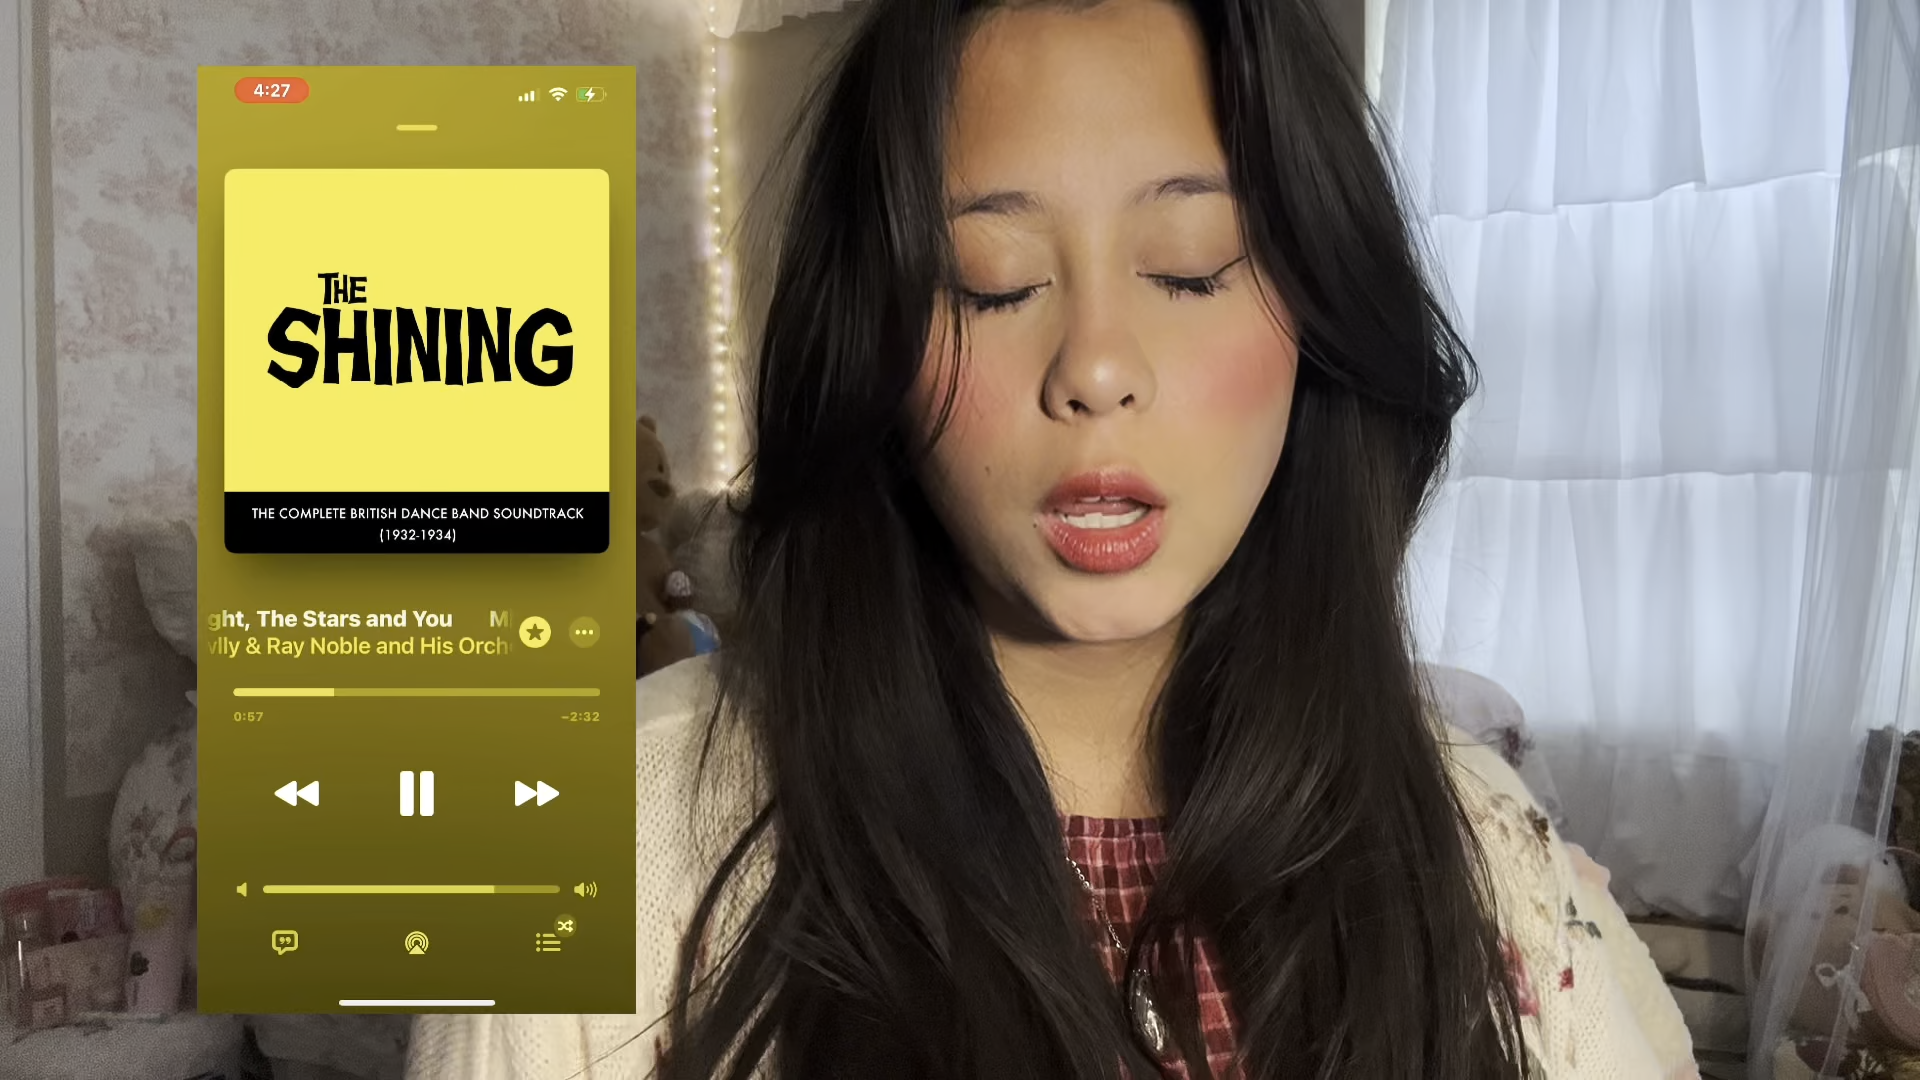 4:27
THE
SHINING
THE COMPLETE BRITISH DANCE BAND SOUNDTRACK
(1932-1934)
ght, The Stars and You M
lly & Ray Noble and His Orch
0:57
-2:32